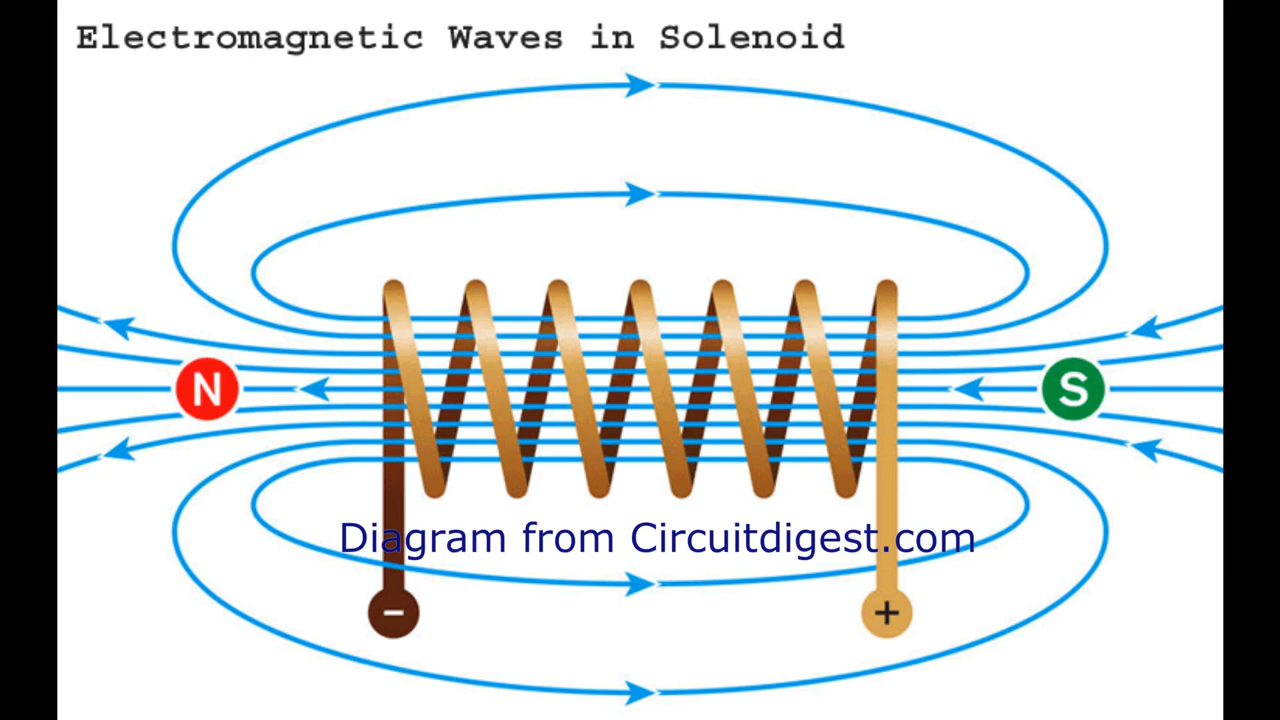 Electromagnetic Waves in Solenoid
N
S
Diagram from Circuitdigest.com
− +